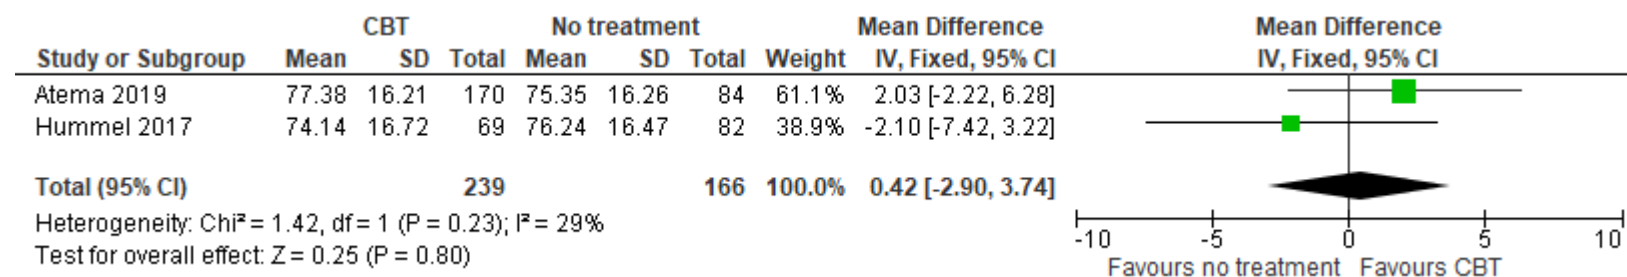 CBT No treatment Mean Difference Mean Difference
Study or Subgroup Mean SD Total Mean SD Total Weight IV, Fixed, 95% CI IV, Fixed, 95% CI
Atema 2019 77.38 16.21 170 75.35 16.26 84 61.1% 2.03 [-2.22, 6.28]
Hummel 2017 74.14 16.72 69 76.24 16.47 82 38.9% -2.10 [-7.42, 3.22]
Total (95% CI) 239 166 100.0% 0.42 [-2.90, 3.74]
Heterogeneity: Chi² = 1.42, df = 1 (P = 0.23); I² = 29%
Test for overall effect: Z = 0.25 (P = 0.80)
-10 -5 0 5 10
Favours no treatment Favours CBT